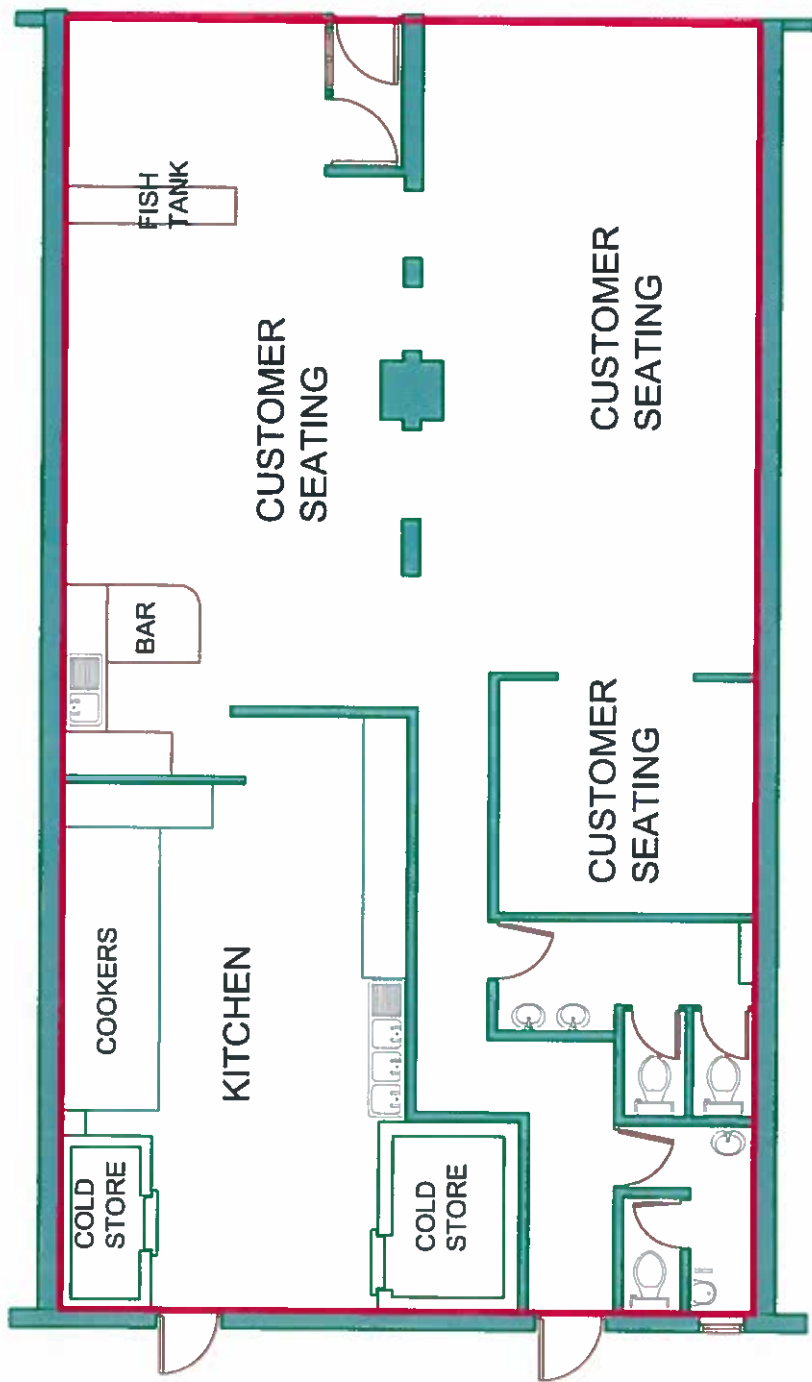 FISH
TANK
CUSTOMER
SEATING
CUSTOMER
SEATING
BAR
CUSTOMER
SEATING
COOKERS
KITCHEN
COLD
STORE
COLD
STORE